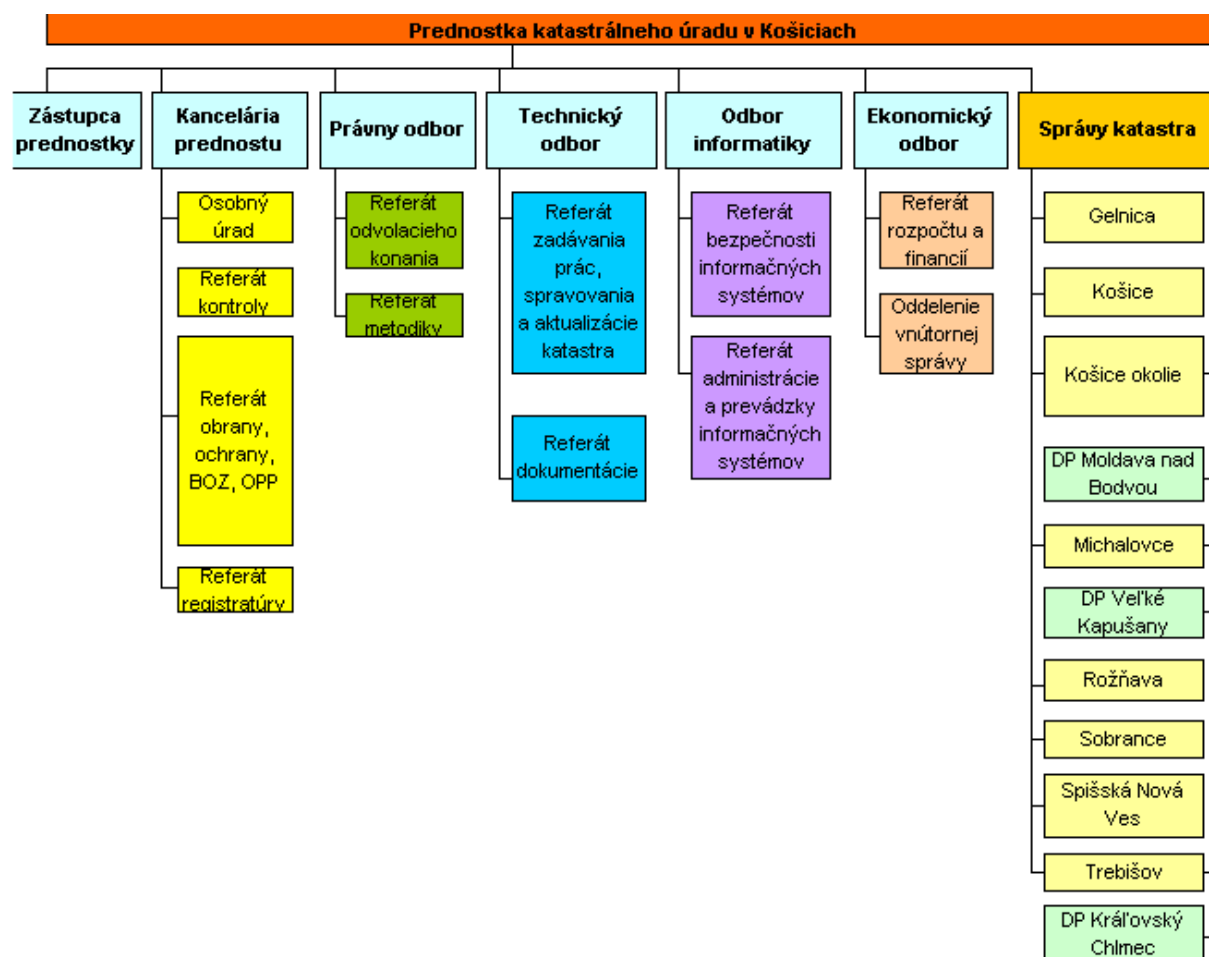 Prednostka katastrálneho úradu v Košiciach
Zástupca
prednostky
Kancelária
prednostu
Právny odbor
Technický
odbor
Odbor
informatiky
Ekonomický
odbor
Správy katastra
Osobný
úrad
Referát
kontroly
Referát
obrany,
ochrany,
BOZ, OPP
Referát
registratúry
Referát
odvolacieho
konania
Referat
metodiky
Referát
zadávania
prác,
spravovania
a aktualizácie
katastra
Referát
dokumentácie
Referát
bezpečnosti
informačných
systémov
Referát
administrácie
a prevádzky
informačných
systémov
Referát
rozpočtu a
financií
Oddelenie
vnútornej
správy
Gelnica
Košice
Košice okolie
DP Moldava nad
Bodvou
Michalovce
DP Veľké
Kapušany
Rožňava
Sobrance
Spišská Nová
Ves
Trebišov
DP Kráľovský
Chlmec